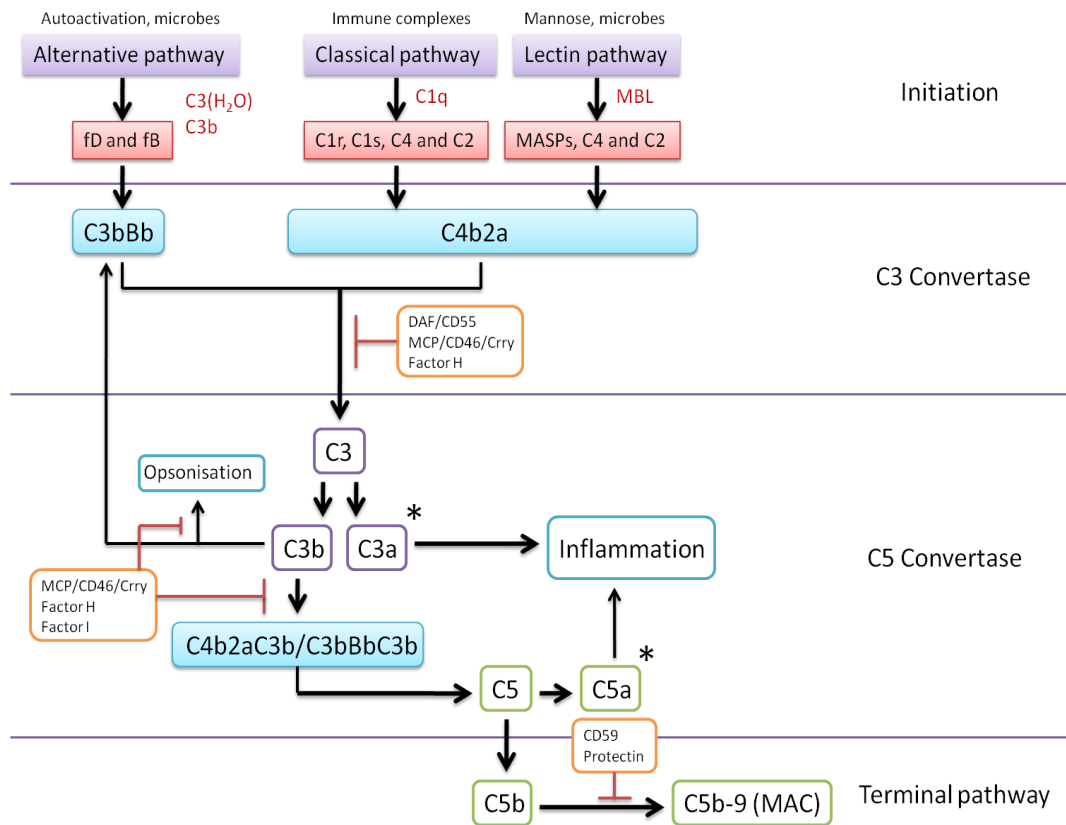 Autoactivation, microbes
Immune complexes
Mannose, microbes
Alternative pathway
Classical pathway
Lectin pathway
Initiation
C3(H₂O)
C3b
C1q
MBL
fD and fB
C1r, C1s, C4 and C2
MASPs, C4 and C2
C3bBb
C4b2a
C3 Convertase
DAF/CD55
MCP/CD46/Crry
Factor H
C3
Opsonisation
C3b
C3a
*
Inflammation
C5 Convertase
MCP/CD46/Crry
Factor H
Factor I
C4b2aC3b/C3bBbC3b
*
C5
C5a
CD59
Protectin
C5b
C5b-9 (MAC)
Terminal pathway